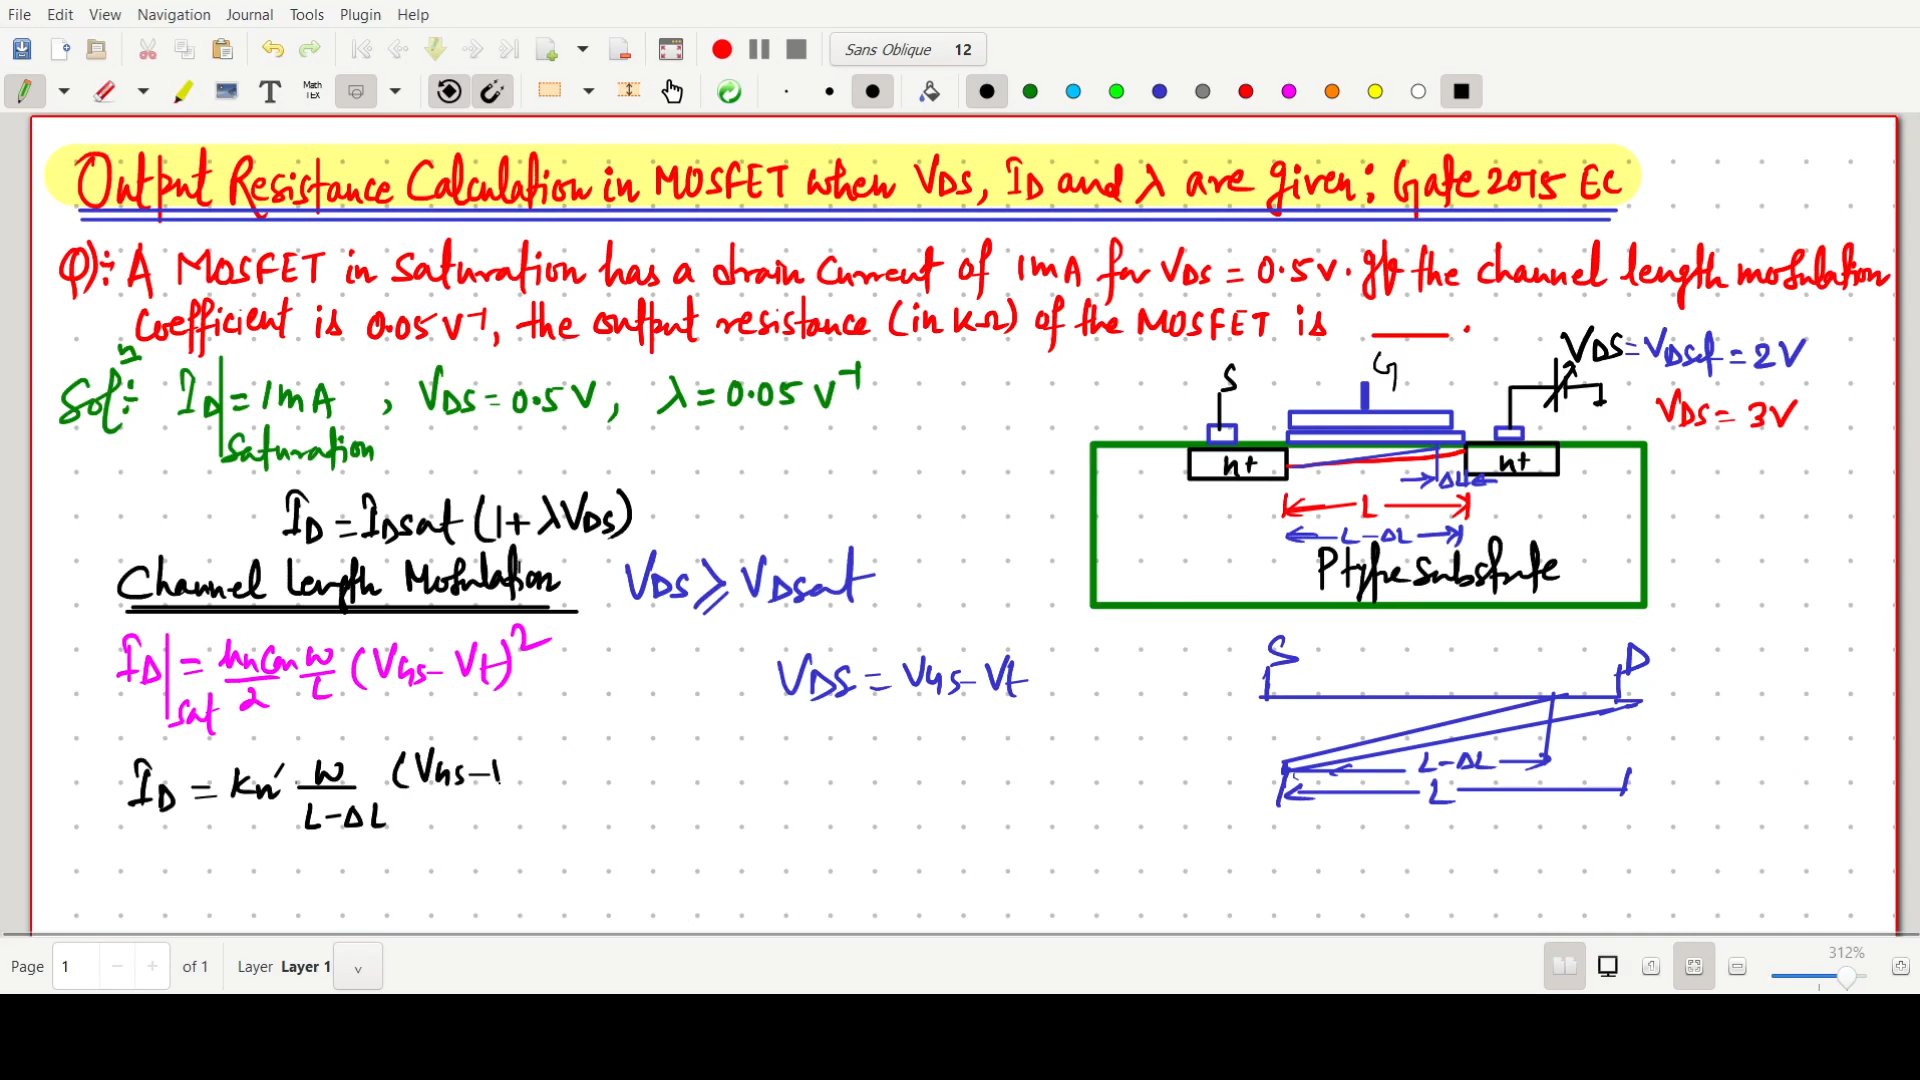 File Edit View Navigation Journal Tools Plugin Help
Sans Oblique 12
T Math TEX
Output Resistance Calculation in MOSFET when VDS, ID and λ are given: Gate 2015 EC
Q):- A MOSFET in saturation has a drain current of 1mA for VDS = 0.5V. If the channel length modulation
coefficient is 0.05 V⁻¹, the output resistance (in kΩ) of the MOSFET is ____.
VDS = VDSat = 2V
VDS = 3V
Solⁿ:- ID|saturation = 1mA, VDS = 0.5V, λ = 0.05 V⁻¹
S
G
n+
n+
ΔL
L
L-ΔL
P type substrate
ID = IDsat (1+λVDS)
Channel Length Modulation
VDS ≥ VDsat
ID|sat = μnCox/2 W/L (VGS - Vt)²
VDS = VGS - Vt
S D
L-ΔL
L
ID = Kn' W/L-ΔL (VGS-
Page 1 of 1 Layer Layer 1
312%